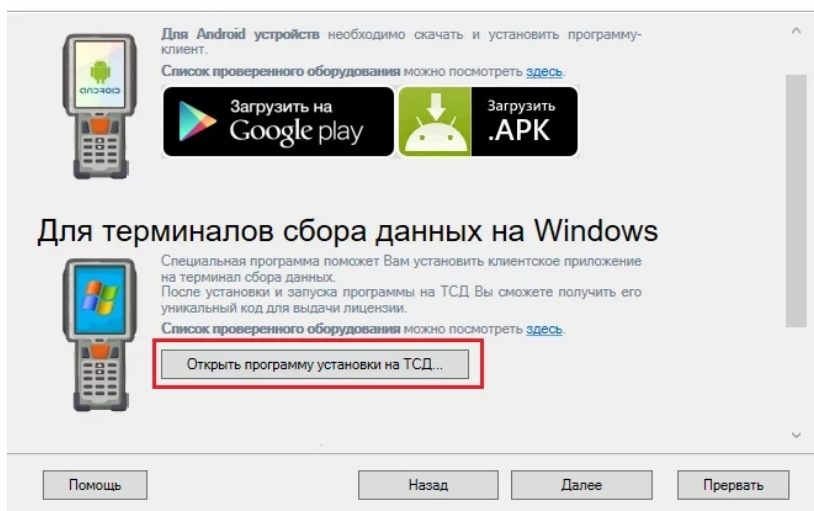 Для Android устройств необходимо скачать и установить программу-
клиент.
Список проверенного оборудования можно посмотреть здесь.
Загрузить на
Google play
Загрузить
.APK
Для терминалов сбора данных на Windows
Специальная программа поможет Вам установить клиентское приложение
на терминал сбора данных.
После установки и запуска программы на ТСД Вы сможете получить его
уникальный код для выдачи лицензии.
Список проверенного оборудования можно посмотреть здесь.
Открыть программу установки на ТСД...
Помощь
Назад
Далее
Прервать